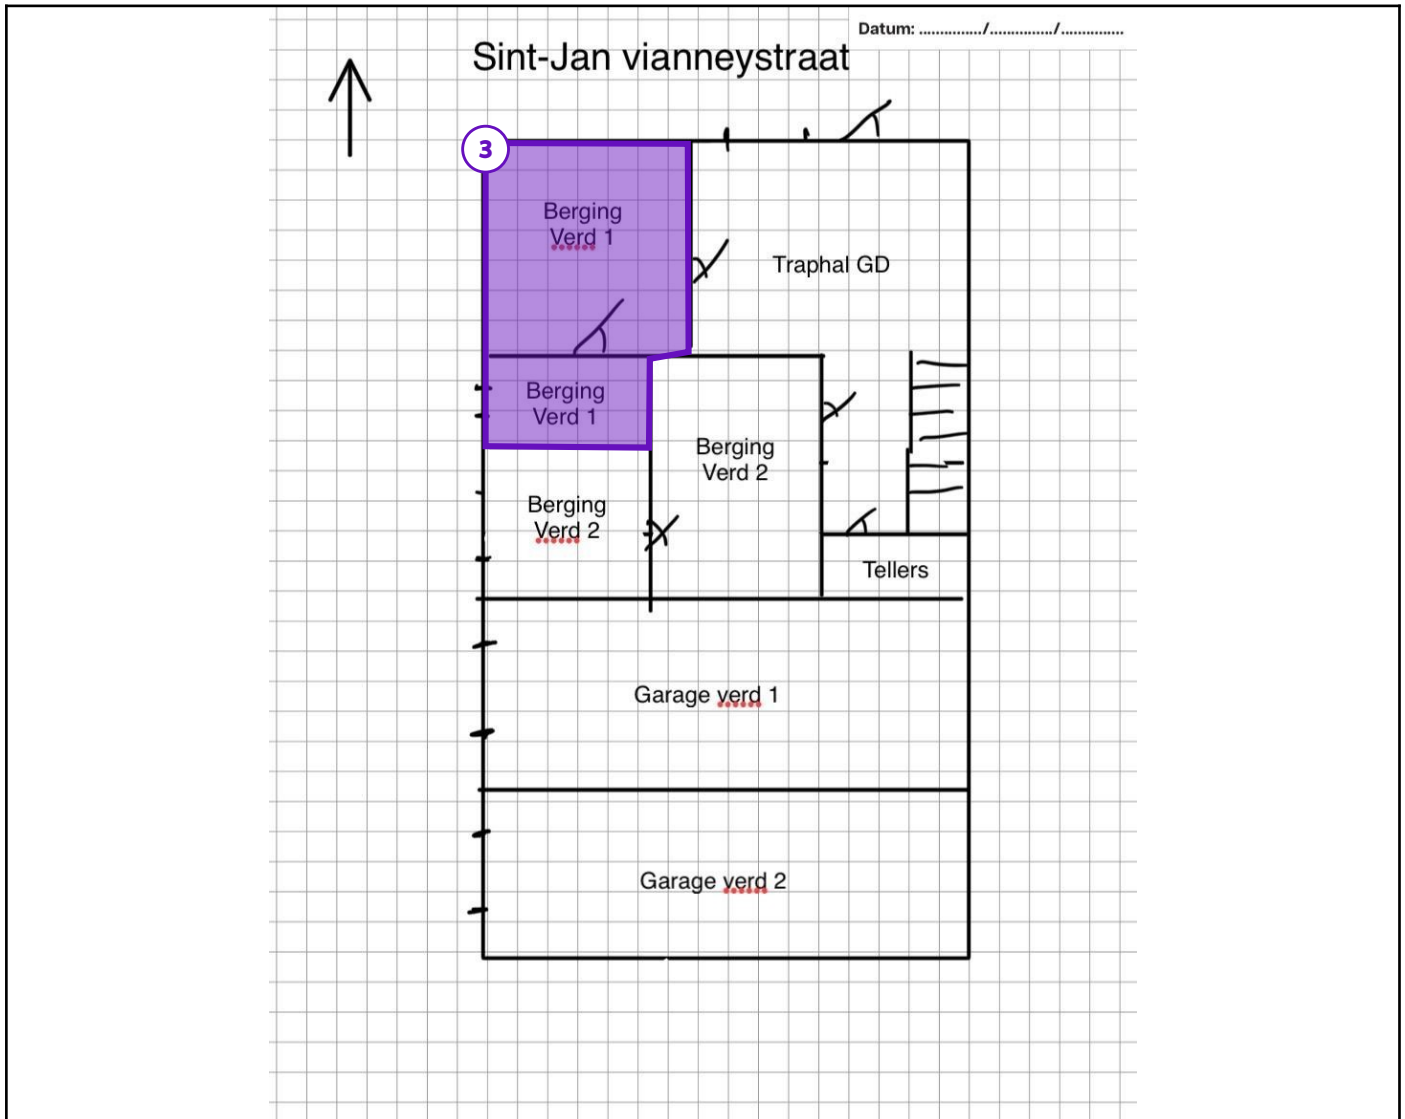 Datum: .............../.............../...............
Sint-Jan vianneystraat
3
Berging
Verd 1
Traphal GD
Berging
Verd 1
Berging
Verd 2
Berging
Verd 2
Tellers
Garage verd 1
Garage verd 2